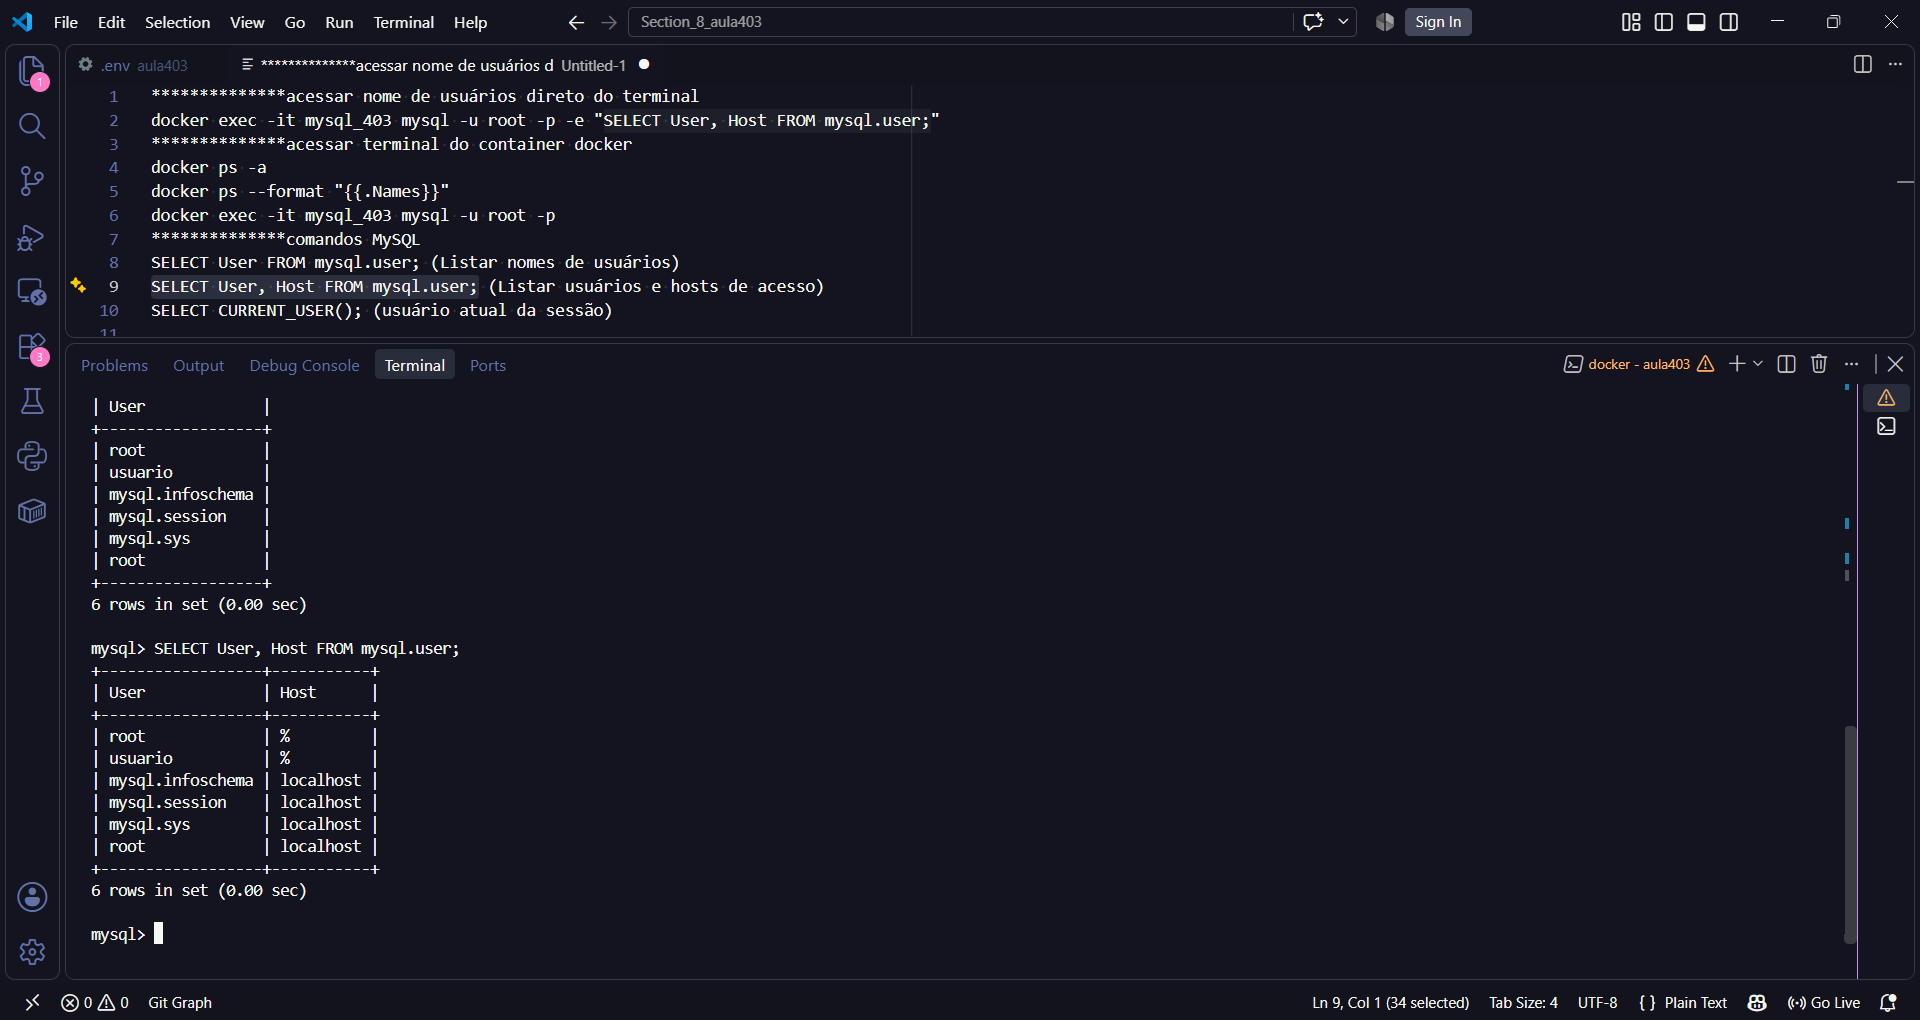 File Edit Selection View Go Run Terminal Help Section_8_aula403 Sign In
.env aula403 **************acessar nome de usuários d Untitled-1
1 **************acessar nome de usuários direto do terminal
2 docker exec -it mysql_403 mysql -u root -p -e "SELECT User, Host FROM mysql.user;"
3 **************acessar terminal do container docker
4 docker ps -a
5 docker ps --format "{{.Names}}"
6 docker exec -it mysql_403 mysql -u root -p
7 **************comandos MySQL
8 SELECT User FROM mysql.user; (Listar nomes de usuários)
9 SELECT User, Host FROM mysql.user; (Listar usuários e hosts de acesso)
10 SELECT CURRENT_USER(); (usuário atual da sessão)
11
1
3
Problems Output Debug Console Terminal Ports docker - aula403
| User             |
+------------------+
| root             |
| usuario          |
| mysql.infoschema |
| mysql.session    |
| mysql.sys        |
| root             |
+------------------+
6 rows in set (0.00 sec)
mysql> SELECT User, Host FROM mysql.user;
+------------------+-----------+
| User             | Host      |
+------------------+-----------+
| root             | %         |
| usuario          | %         |
| mysql.infoschema | localhost |
| mysql.session    | localhost |
| mysql.sys        | localhost |
| root             | localhost |
+------------------+-----------+
6 rows in set (0.00 sec)
mysql>
0 0 Git Graph Ln 9, Col 1 (34 selected) Tab Size: 4 UTF-8 {} Plain Text Go Live